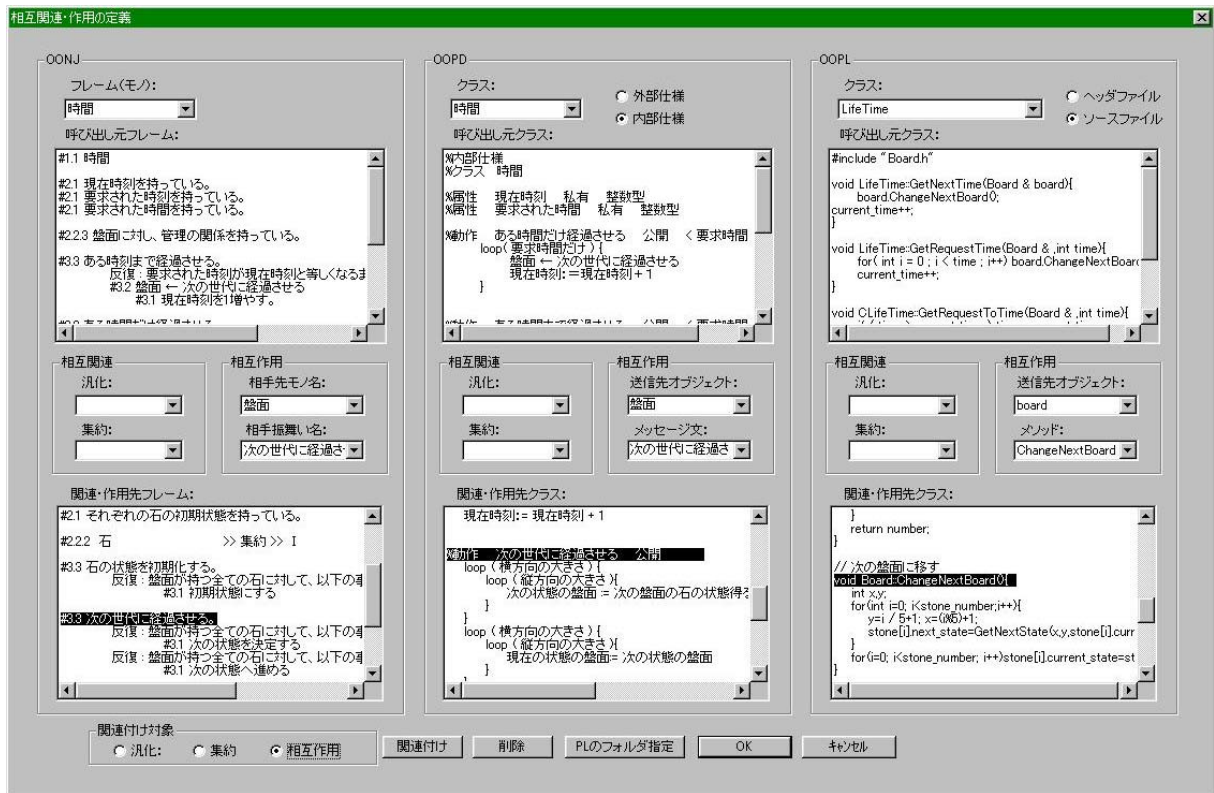 相互関連・作用の定義
OONJ
フレーム(モノ):
時間
呼び出し元フレーム:
#1.1 時間
#2.1 現在時刻を持っている。
#2.1 要求された時刻を持っている。
#2.1 要求された時間を持っている。
#2.2.3 盤面に対し、管理の関係を持っている。
#3.3 ある時刻まで経過させる。
反復:要求された時刻が現在時刻と等しくなるま
#3.2 盤面 ← 次の世代に経過させる
#3.1 現在時刻を1増やす。
相互関連
汎化:
集約:
相互作用
相手先モノ名:
盤面
相手振舞い名:
次の世代に経過さ
関連・作用先フレーム:
#2.1 それぞれの石の初期状態を持っている。
#2.2.2 石 >> 集約 >> I
#3.3 石の状態を初期化する。
反復:盤面が持つ全ての石に対して、以下の事
#3.1 初期状態にする
#3.3 次の世代に経過させる。
反復:盤面が持つ全ての石に対して、以下の事
#3.1 次の状態を決定する
反復:盤面が持つ全ての石に対して、以下の事
#3.1 次の状態へ進める
OOPD
クラス:
時間
外部仕様
内部仕様
呼び出し元クラス:
%内部仕様
%クラス 時間
%属性 現在時刻 私有 整数型
%属性 要求された時間 私有 整数型
%動作 ある時間だけ経過させる 公開 <要求時間
loop(要求時間だけ){
盤面 ← 次の世代に経過させる
現在時刻:=現在時刻+1
}
相互関連
汎化:
集約:
相互作用
送信先オブジェクト:
盤面
メッセージ文:
次の世代に経過さ
関連・作用先クラス:
現在時刻:= 現在時刻 + 1
%動作 次の世代に経過させる 公開
loop (横方向の大きさ){
loop (縦方向の大きさ){
次の状態の盤面 := 次の盤面の石の状態得る
}
}
loop (横方向の大きさ){
loop (縦方向の大きさ){
現在の状態の盤面:= 次の状態の盤面
}
OOPL
クラス:
LifeTime
ヘッダファイル
ソースファイル
呼び出し元クラス:
#include "Board.h"
void LifeTime::GetNextTime(Board & board){
board.ChangeNextBoard();
current_time++;
}
void LifeTime::GetRequestTime(Board & ,int time){
for( int i = 0 ; i < time ; i++) board.ChangeNextBoarc
current_time++;
}
void CLifeTime::GetRequestToTime(Board & ,int time){
相互関連
汎化:
集約:
相互作用
送信先オブジェクト:
board
メソッド:
ChangeNextBoard
関連・作用先クラス:
}
return number;
}
// 次の盤面に移す
void Board::ChangeNextBoard(){
int x,y;
for(int i=0; i<stone_number;i++){
y=i / 5+1; x=(i%5)+1;
stone[i].next_state=GetNextState(x,y,stone[i].curr
}
for(i=0; i<stone_number; i++)stone[i].current_state=st
}
関連付け対象
汎化:
集約
相互作用
関連付け
削除
PLのフォルダ指定
OK
キャンセル